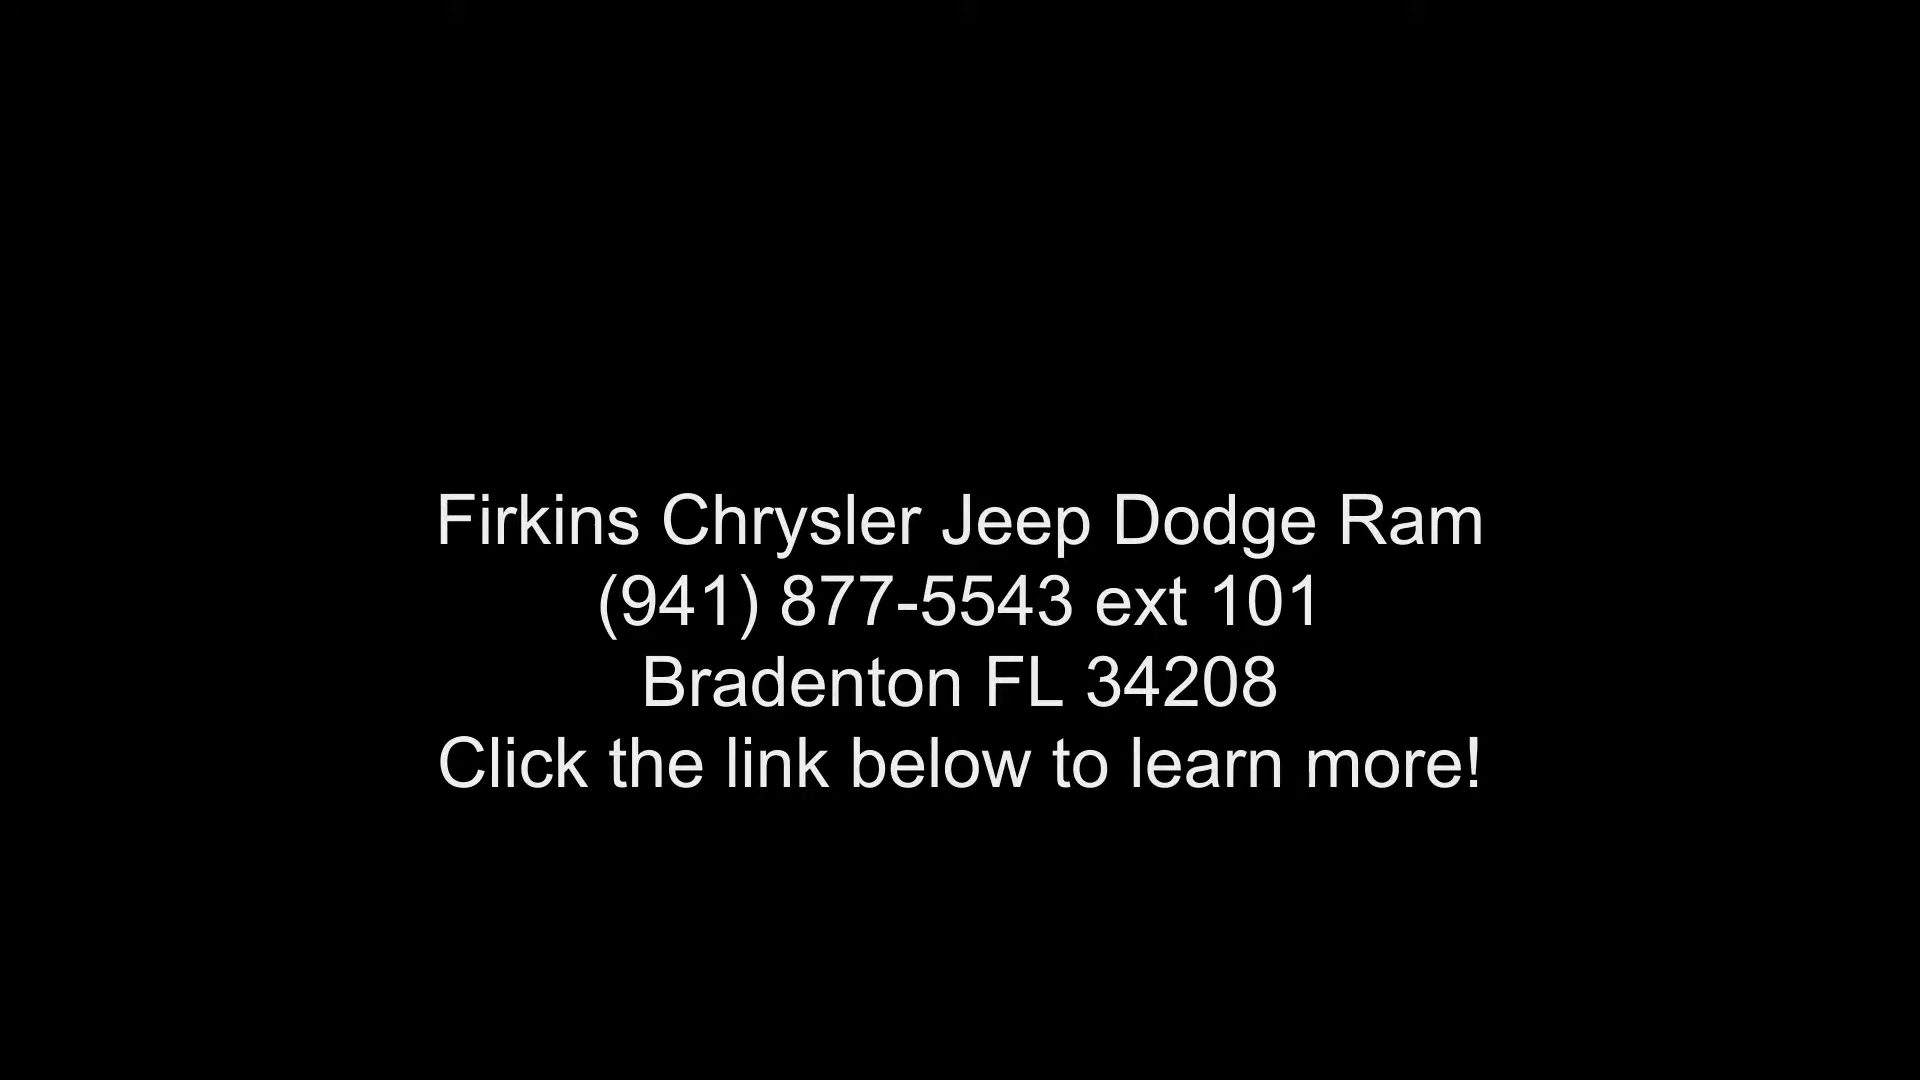 Firkins Chrysler Jeep Dodge Ram
(941) 877-5543 ext 101
Bradenton FL 34208
Click the link below to learn more!